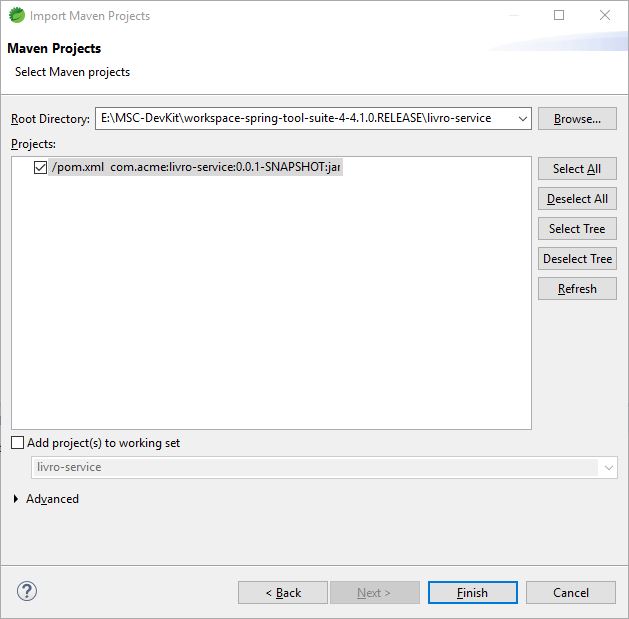 Import Maven Projects
Maven Projects
Select Maven projects
Root Directory: E:\MSC-DevKit\workspace-spring-tool-suite-4-4.1.0.RELEASE\livro-service Browse...
Projects:
/pom.xml com.acme:livro-service:0.0.1-SNAPSHOT:jar
Select All
Deselect All
Select Tree
Deselect Tree
Refresh
Add project(s) to working set
livro-service
Advanced
? < Back Next > Finish Cancel